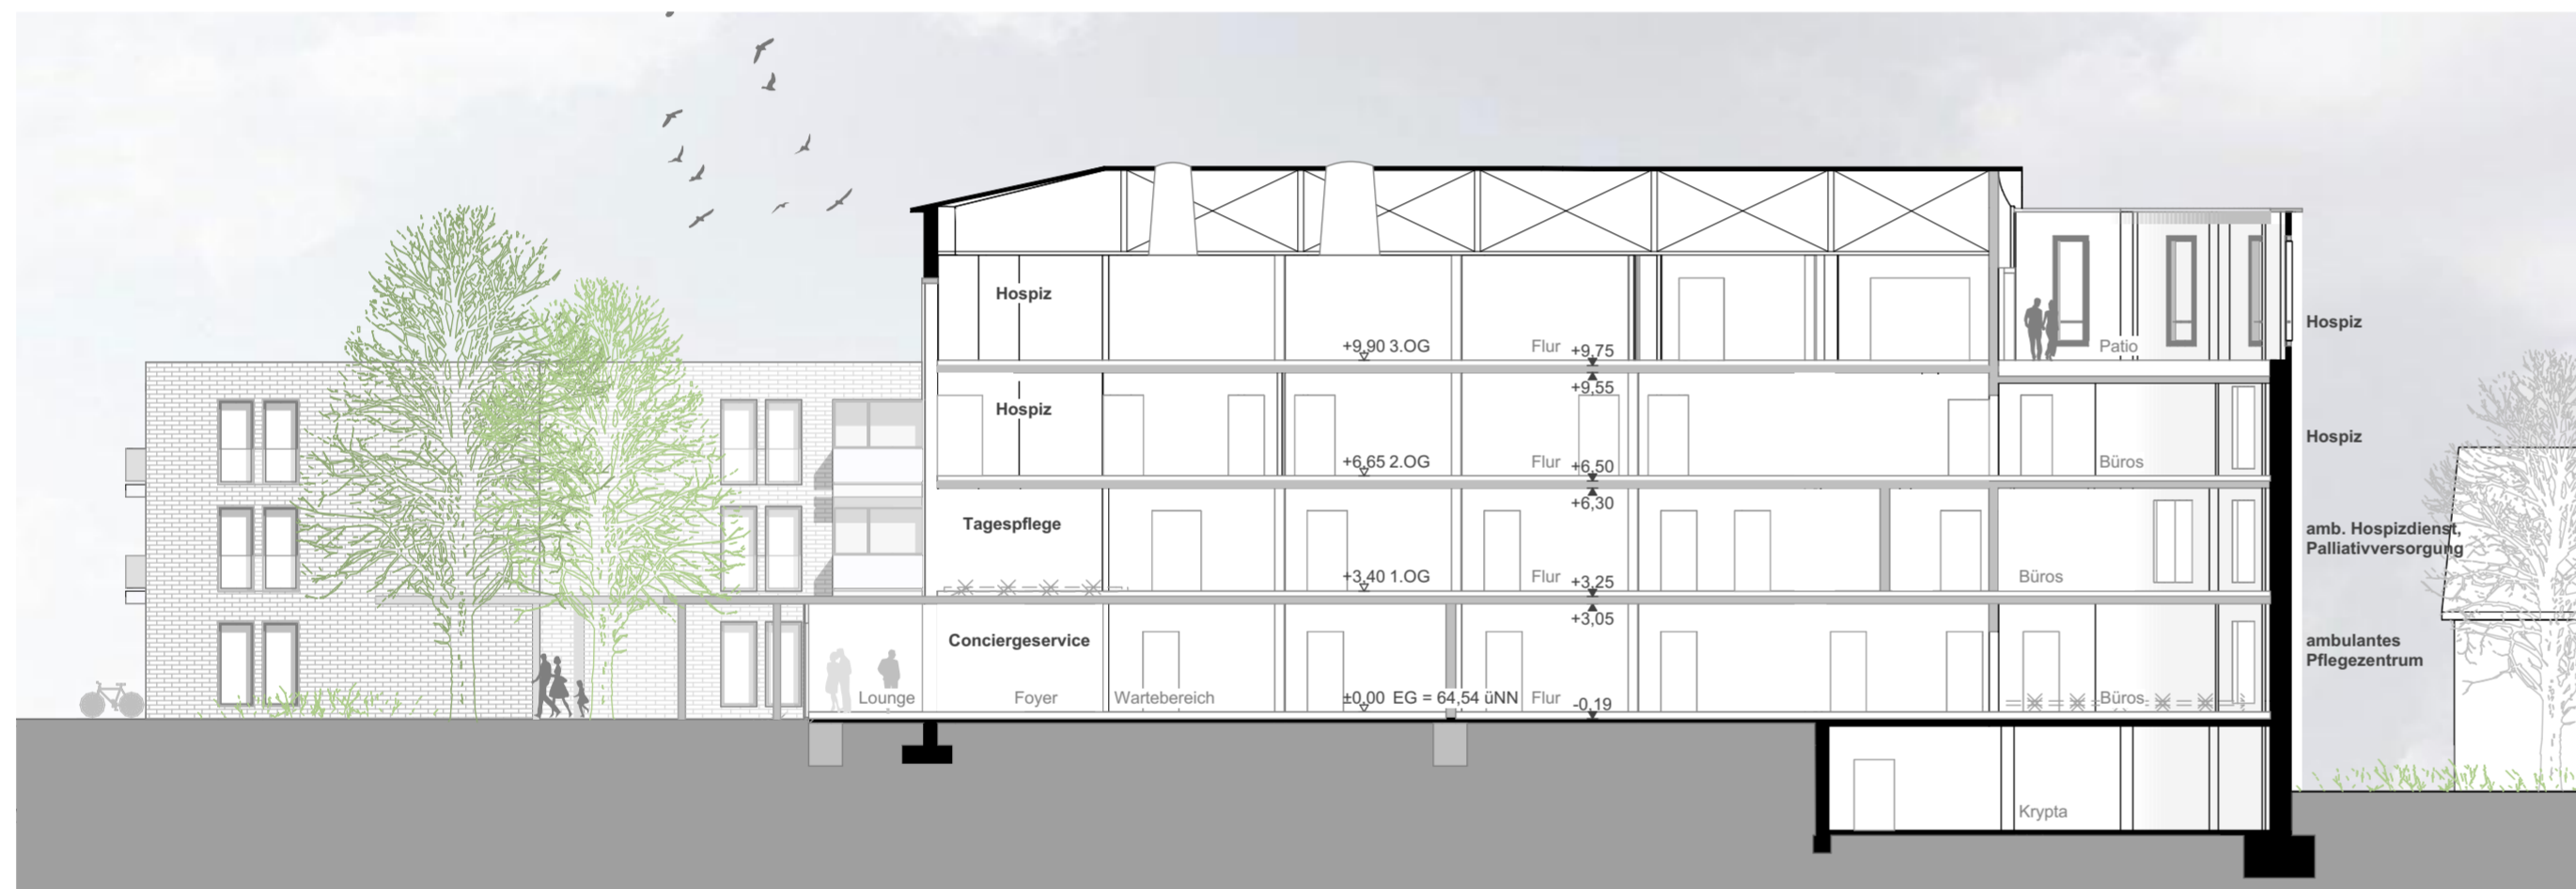 Hospiz
+9,90 3.OG
Flur
+9,75
Patio
Hospiz
+9,55
Hospiz
+6,65 2.OG
Flur
+6,50
Büros
Hospiz
+6,30
Tagespflege
+3,40 1.OG
Flur
+3,25
Büros
amb. Hospizdienst,
Palliativversorgung
+3,05
Conciergeservice
Lounge
Foyer
Wartebereich
±0,00 EG = 64,54 üNN
Flur
-0,19
Büros
ambulantes
Pflegezentrum
Krypta